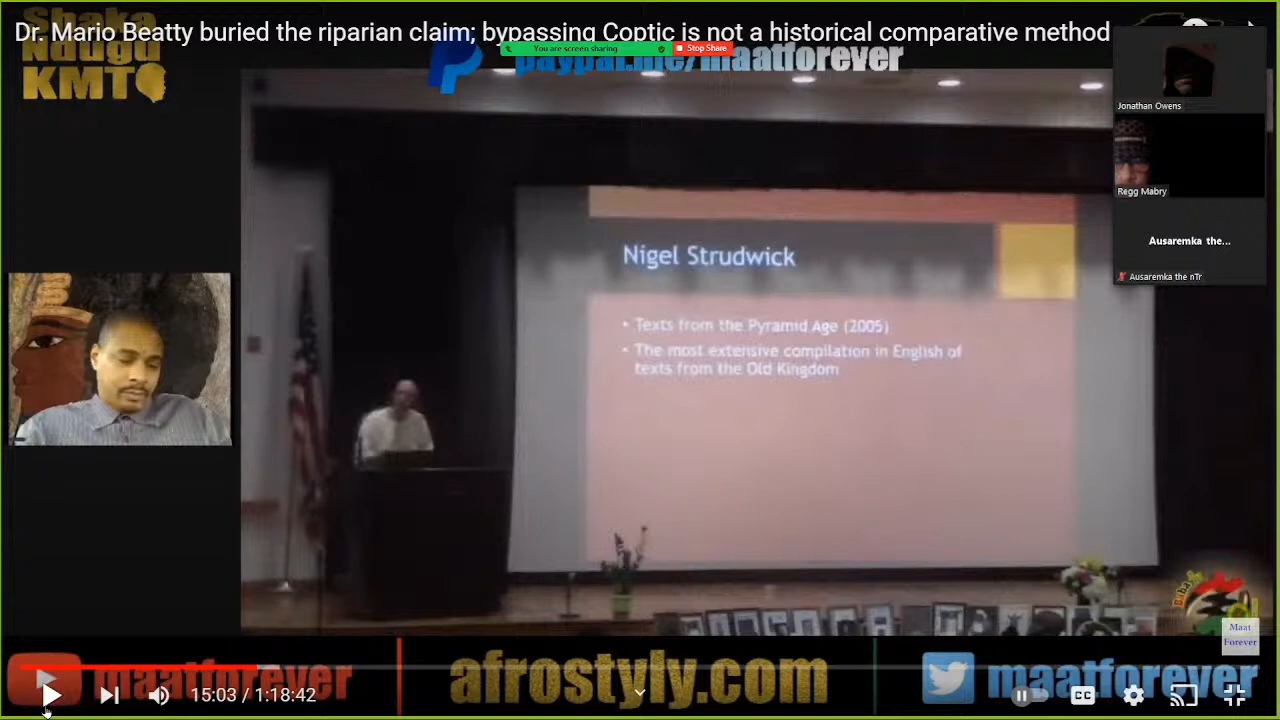 Dr. Mario Beatty buried the riparian claim; bypassing Coptic is not a historical comparative method
Shaka
Ndugu
KMT
You are screen sharing
Stop Share
paypal.me/maatforever
Jonathan Owens
Regg Mabry
Ausaremka the...
Ausaremka the nTr
Nigel Strudwick
• Texts from the Pyramid Age (2005)
• The most extensive compilation in English of
texts from the Old Kingdom
Maat
Forever
maatforever
afrostyly.com
maatforever
15:03 / 1:18:42
CC